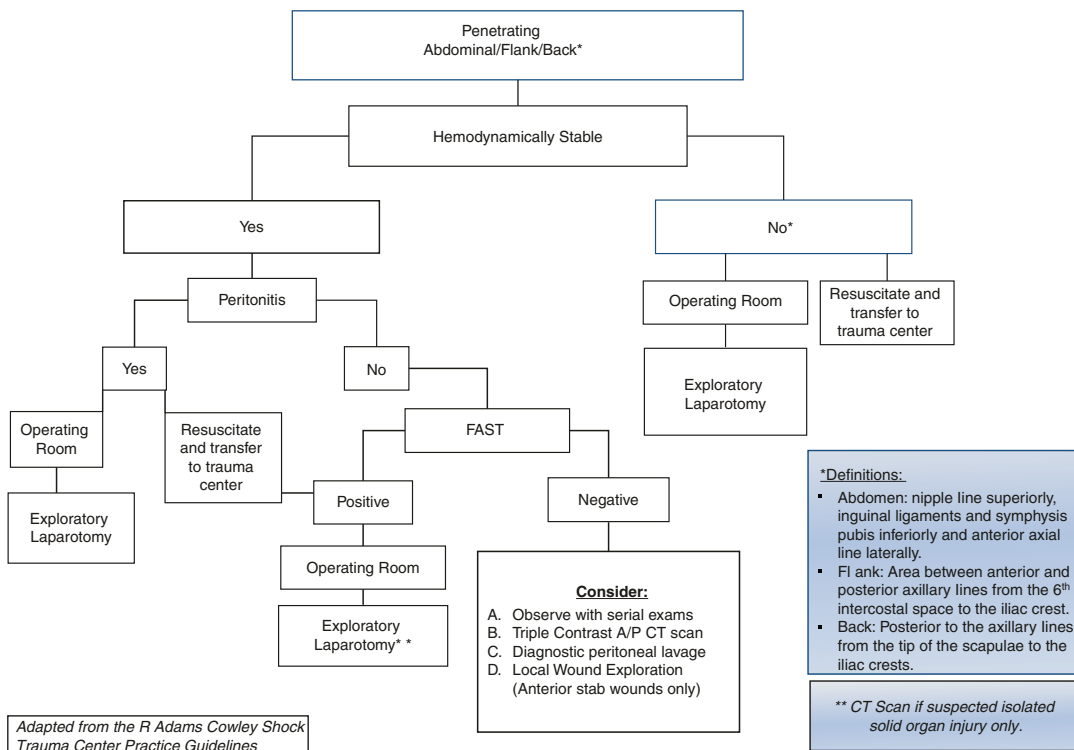 Penetrating
Abdominal/Flank/Back*
Hemodynamically Stable
Yes
No*
Peritonitis
Operating Room
Resuscitate and
transfer to
trauma center
Yes
No
Exploratory
Laparotomy
Operating
Room
Resuscitate
and transfer
to trauma
center
FAST
Exploratory
Laparotomy
Positive
Negative
Operating Room
Exploratory
Laparotomy* *
Consider:
A. Observe with serial exams
B. Triple Contrast A/P CT scan
C. Diagnostic peritoneal lavage
D. Local Wound Exploration
(Anterior stab wounds only)
*Definitions:
▪ Abdomen: nipple line superiorly,
inguinal ligaments and symphysis
pubis inferiorly and anterior axial
line laterally.
▪ Fl ank: Area between anterior and
posterior axillary lines from the 6th
intercostal space to the iliac crest.
▪ Back: Posterior to the axillary lines
from the tip of the scapulae to the
iliac crests.
** CT Scan if suspected isolated
solid organ injury only.
Adapted from the R Adams Cowley Shock
Trauma Center Practice Guidelines